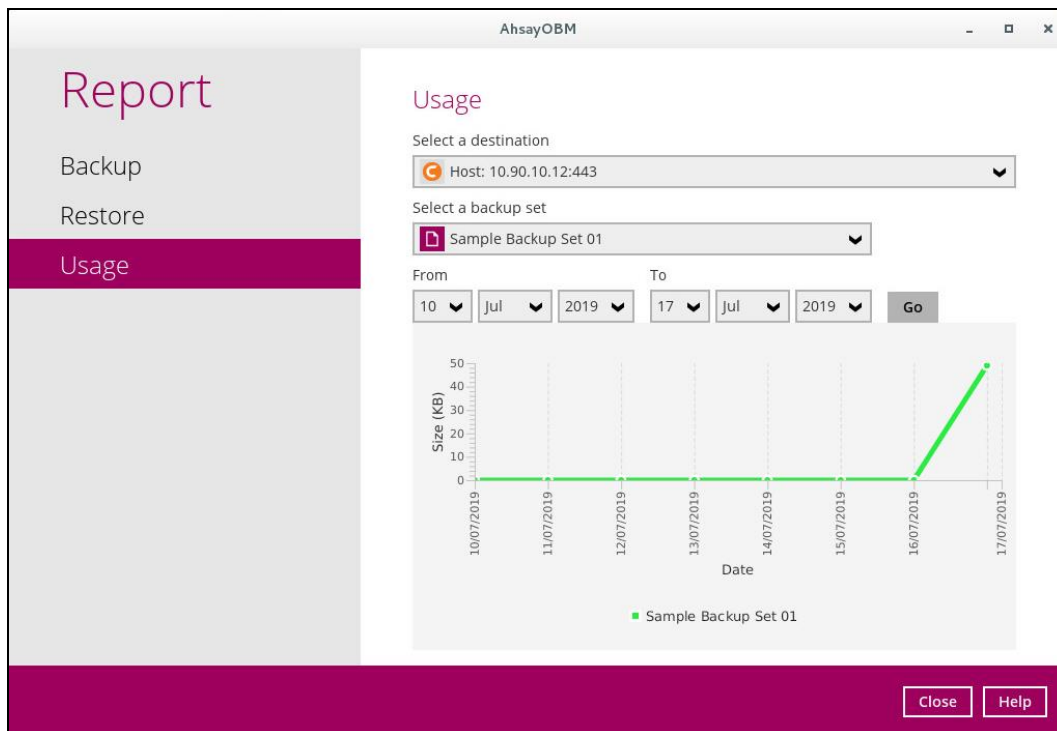 AhsayOBM
Report
Backup
Restore
Usage
Usage
Select a destination
Host: 10.90.10.12:443
Select a backup set
Sample Backup Set 01
From To
10 Jul 2019 17 Jul 2019 Go
50
40
30
20
10
0
Size (KB)
10/07/2019 11/07/2019 12/07/2019 13/07/2019 14/07/2019 15/07/2019 16/07/2019 17/07/2019
Date
Sample Backup Set 01
Close Help